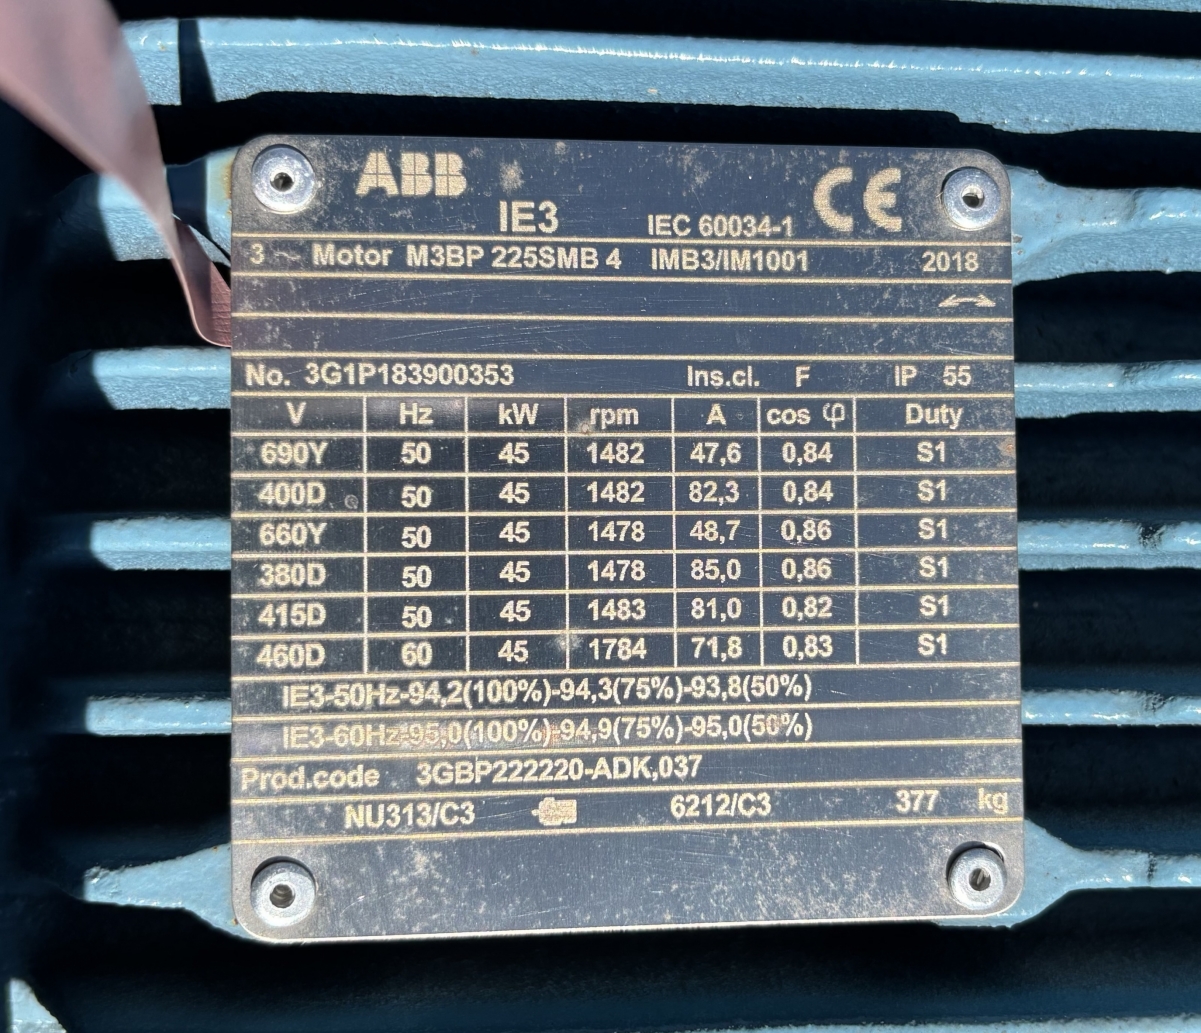 ABB
CE
IE3 IEC 60034-1
3 ~ Motor M3BP 225SMB 4 IMB3/IM1001 2018
No. 3G1P183900353 Ins.cl. F IP 55
V Hz kW rpm A cos φ Duty
690Y 50 45 1482 47,6 0,84 S1
400D 50 45 1482 82,3 0,84 S1
660Y 50 45 1478 48,7 0,86 S1
380D 50 45 1478 85,0 0,86 S1
415D 50 45 1483 81,0 0,82 S1
460D 60 45 1784 71,8 0,83 S1
IE3-50Hz-94,2(100%)-94,3(75%)-93,8(50%)
IE3-60Hz-95,0(100%)-94,9(75%)-95,0(50%)
Prod.code 3GBP222220-ADK,037
NU313/C3 6212/C3 377 kg